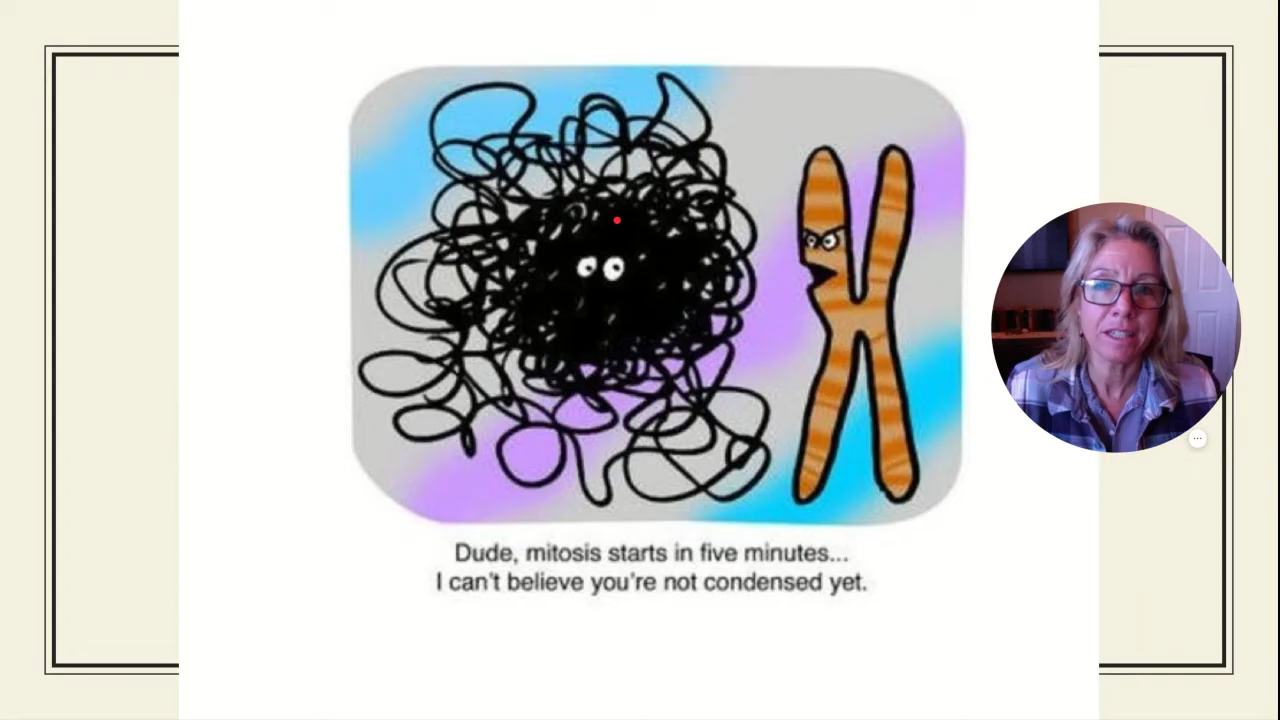 Dude, mitosis starts in five minutes...
I can't believe you're not condensed yet.